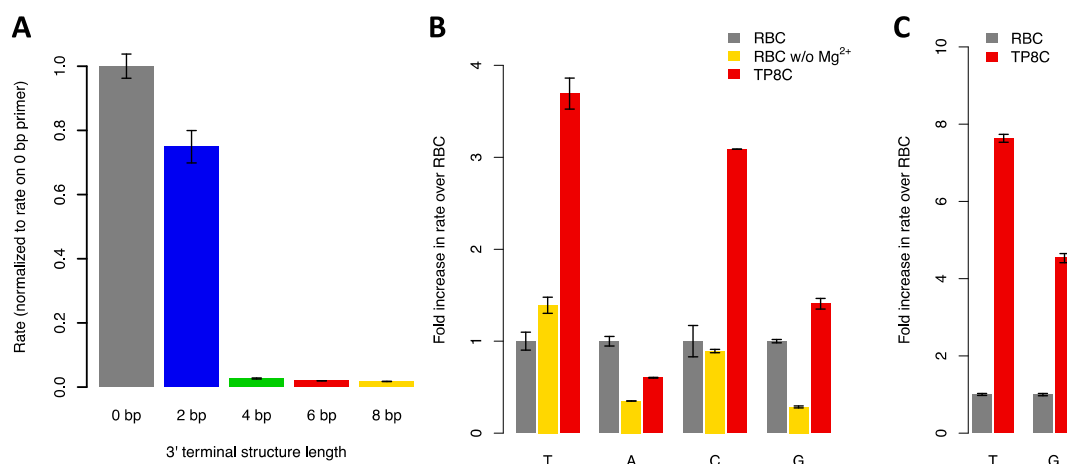 A
Rate (normalized to rate on 0 bp primer)
1.0
0.8
0.6
0.4
0.2
0.0
0 bp 2 bp 4 bp 6 bp 8 bp
3' terminal structure length
B
RBC
RBC w/o Mg²⁺
TP8C
Fold increase in rate over RBC
4
3
2
1
0
T A C G
C
RBC
TP8C
Fold increase in rate over RBC
10
8
6
4
2
0
T G